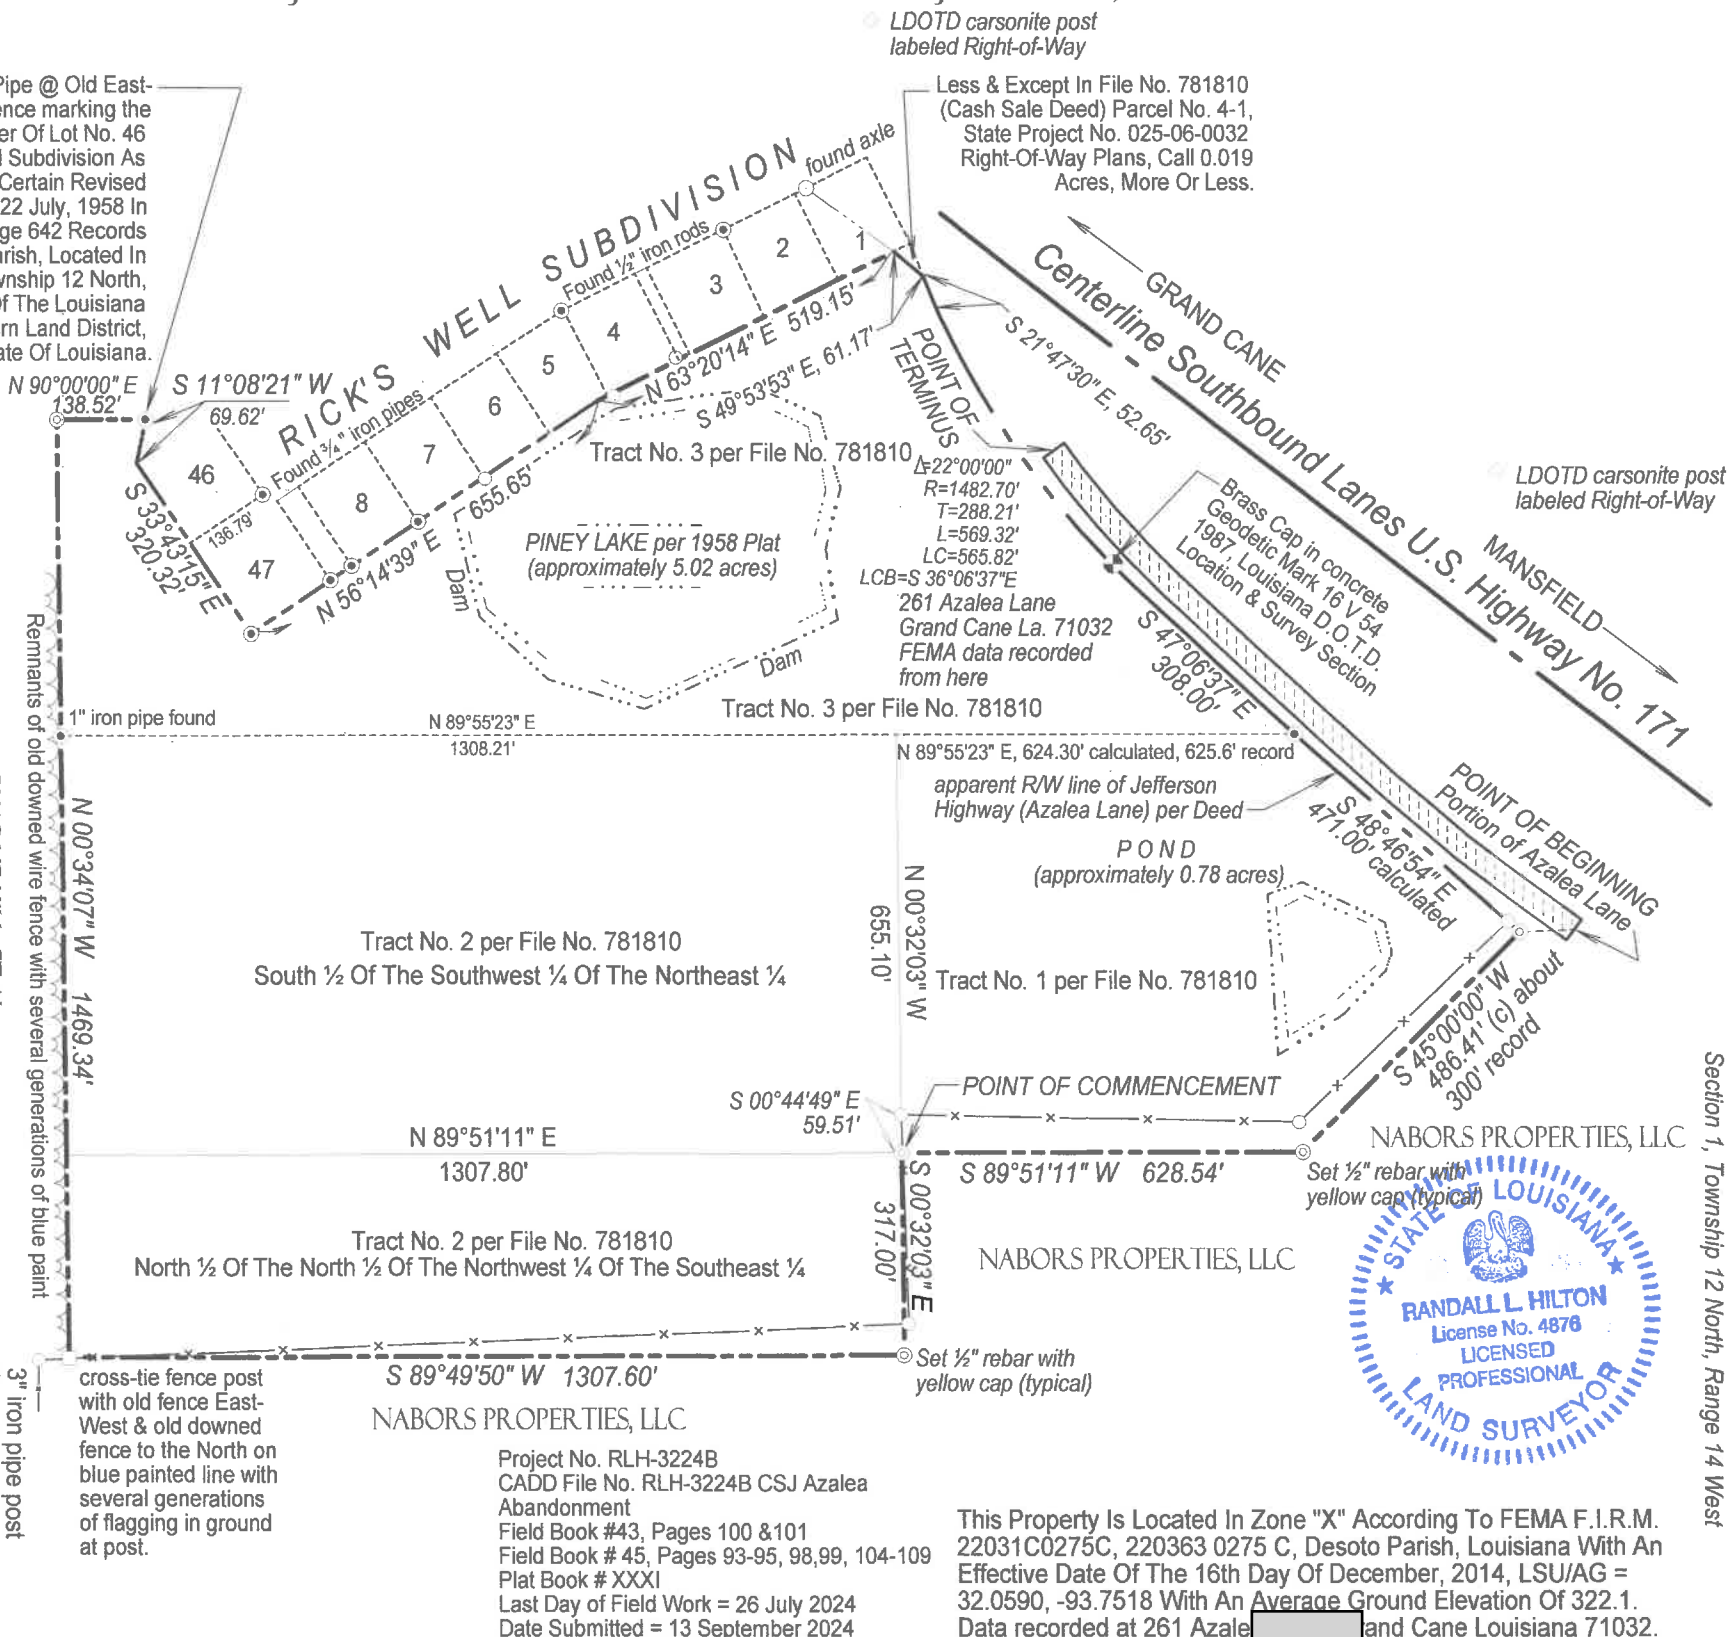 LDOTD carsonite post
labeled Right-of-Way
Pipe @ Old East-
ence marking the
er Of Lot No. 46
Subdivision As
Certain Revised
22 July, 1958 In
ge 642 Records
arish, Located In
wnship 12 North,
Of The Louisiana
rn Land District,
ate Of Louisiana.
Less & Except In File No. 781810
(Cash Sale Deed) Parcel No. 4-1,
State Project No. 025-06-0032
Right-Of-Way Plans, Call 0.019
Acres, More Or Less.
N 90°00'00" E
138.52'
S 11°08'21" W
69.62'
RICK'S WELL SUBDIVISION
found axle
Found ½" iron rods
Found ¾" iron pipes
1
2
3
4
5
6
7
8
46
47
136.79'
S 33°43'15" E
320.32'
N 56°14'39" E
655.65'
N 63°20'14" E 519.15'
S 49°53'53" E, 61.17'
S 21°47'30" E, 52.65'
GRAND CANE
Centerline Southbound Lanes U.S. Highway No. 171
MANSFIELD
LDOTD carsonite post
labeled Right-of-Way
POINT OF
TERMINUS
Tract No. 3 per File No. 781810
Δ=22°00'00"
R=1482.70'
T=288.21'
L=569.32'
LC=565.82'
LCB=S 36°06'37"E
261 Azalea Lane
Grand Cane La. 71032
FEMA data recorded
from here
PINEY LAKE per 1958 Plat
(approximately 5.02 acres)
Dam
Dam
Brass Cap in concrete
Geodetic Mark 16 V 54
1987, Louisiana D.O.T.D.
Location & Survey Section
S 47°06'37" E
308.00'
Tract No. 3 per File No. 781810
1" iron pipe found
N 89°55'23" E
1308.21'
N 89°55'23" E, 624.30' calculated, 625.6' record
apparent R/W line of Jefferson
Highway (Azalea Lane) per Deed
S 48°46'54" E
471.00' calculated
POINT OF BEGINNING
Portion of Azalea Lane
POND
(approximately 0.78 acres)
Remnants of old downed wire fence with several generations of blue paint
N 00°34'07" W 1469.34'
N 00°32'03" W
655.10'
Tract No. 2 per File No. 781810
South ½ Of The Southwest ¼ Of The Northeast ¼
Tract No. 1 per File No. 781810
S 45°00'00" W
486.41' (c) about
300' record
POINT OF COMMENCEMENT
S 00°44'49" E
59.51'
N 89°51'11" E
1307.80'
S 89°51'11" W 628.54'
NABORS PROPERTIES, LLC
Set ½" rebar with
yellow cap (typical)
S 00°32'03" E
317.00'
Tract No. 2 per File No. 781810
North ½ Of The North ½ Of The Northwest ¼ Of The Southeast ¼
NABORS PROPERTIES, LLC
STATE OF LOUISIANA
RANDALL L. HILTON
License No. 4876
LICENSED
PROFESSIONAL
LAND SURVEYOR
Section 1, Township 12 North, Range 14 West
S 89°49'50" W 1307.60'
Set ½" rebar with
yellow cap (typical)
3" iron pipe post
cross-tie fence post
with old fence East-
West & old downed
fence to the North on
blue painted line with
several generations
of flagging in ground
at post.
NABORS PROPERTIES, LLC
Project No. RLH-3224B
CADD File No. RLH-3224B CSJ Azalea
Abandonment
Field Book #43, Pages 100 &101
Field Book # 45, Pages 93-95, 98,99, 104-109
Plat Book # XXXI
Last Day of Field Work = 26 July 2024
Date Submitted = 13 September 2024
This Property Is Located In Zone "X" According To FEMA F.I.R.M.
22031C0275C, 220363 0275 C, Desoto Parish, Louisiana With An
Effective Date Of The 16th Day Of December, 2014, LSU/AG =
32.0590, -93.7518 With An Average Ground Elevation Of 322.1.
Data recorded at 261 Azale and Cane Louisiana 71032.